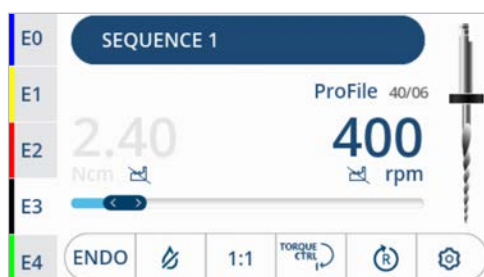 E0
SEQUENCE 1
E1
ProFile 40/06
E2
2.40
400
Ncm
rpm
E3
E4
ENDO
1:1
TORQUE
CTRL
R